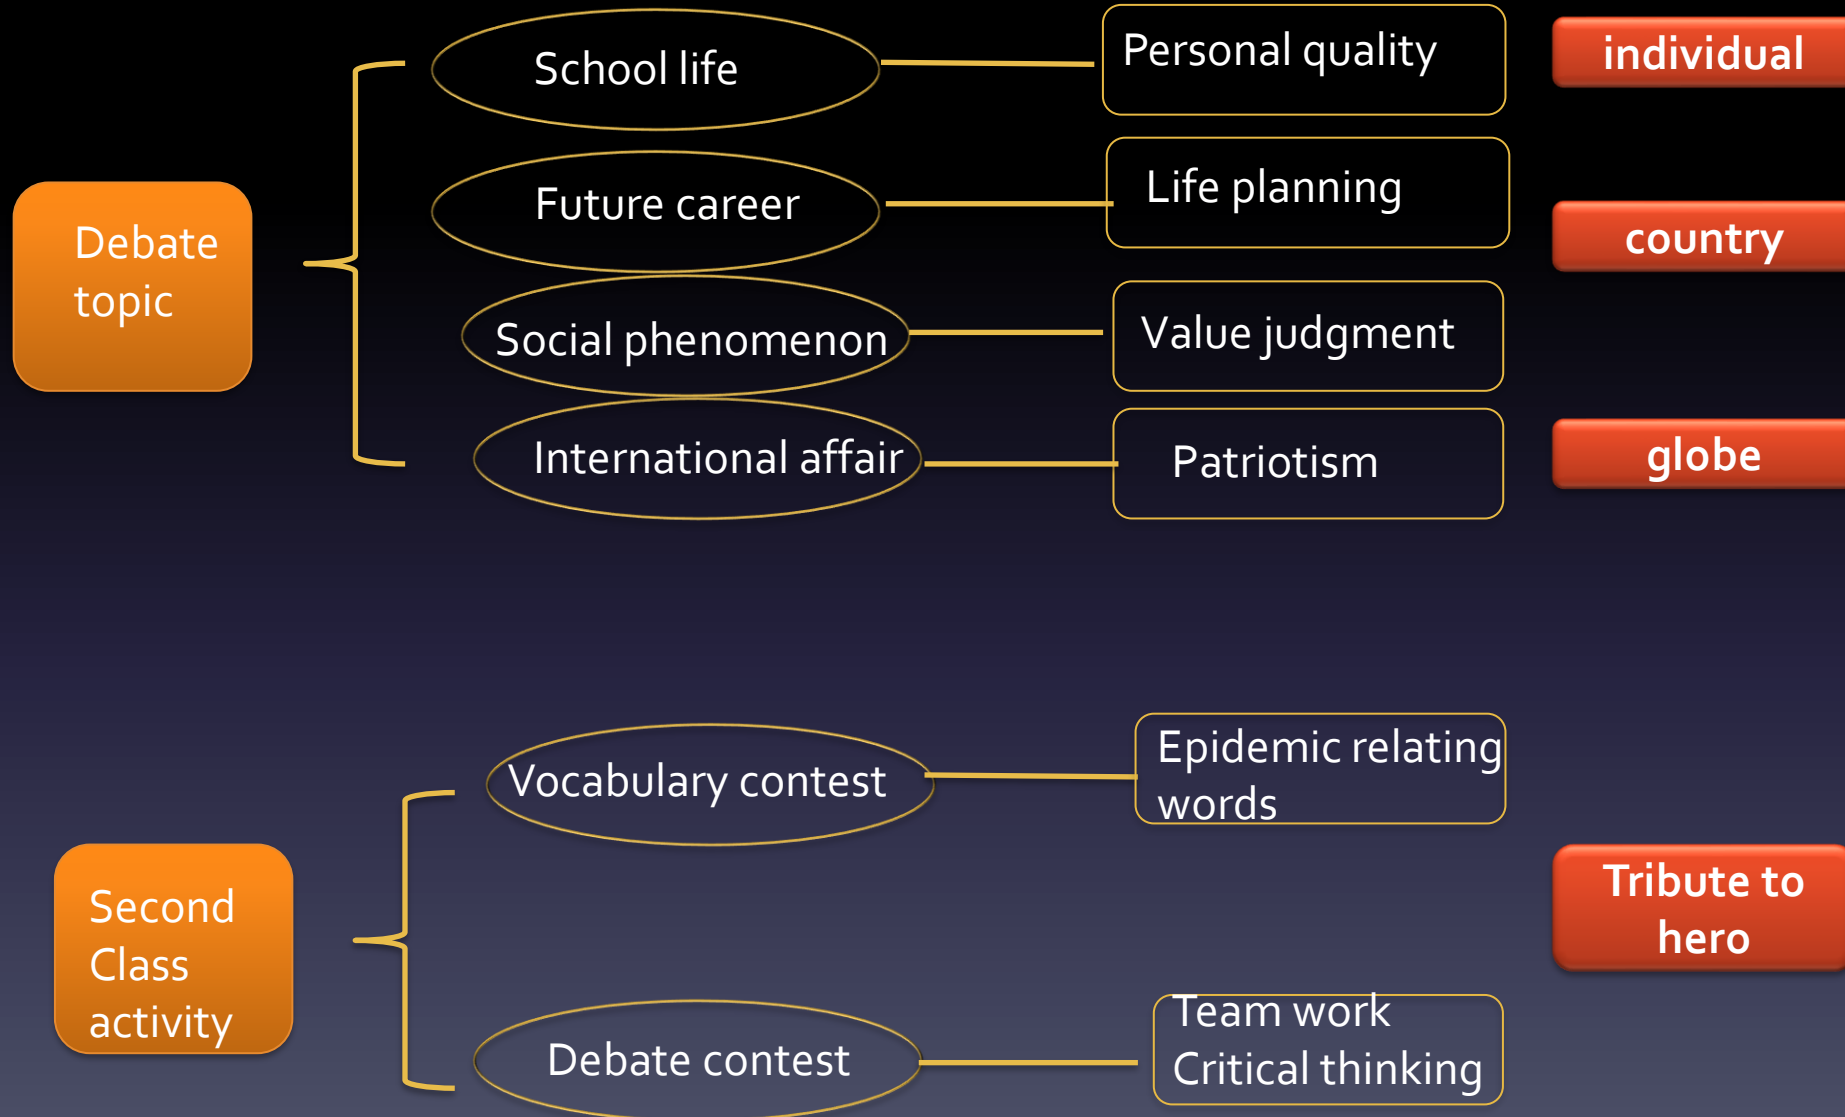 School life
Personal quality
individual
Debate
topic
Future career
Life planning
country
Social phenomenon
Value judgment
International affair
Patriotism
globe
Vocabulary contest
Epidemic relating
words
Second
Class
activity
Tribute to
hero
Debate contest
Team work
Critical thinking